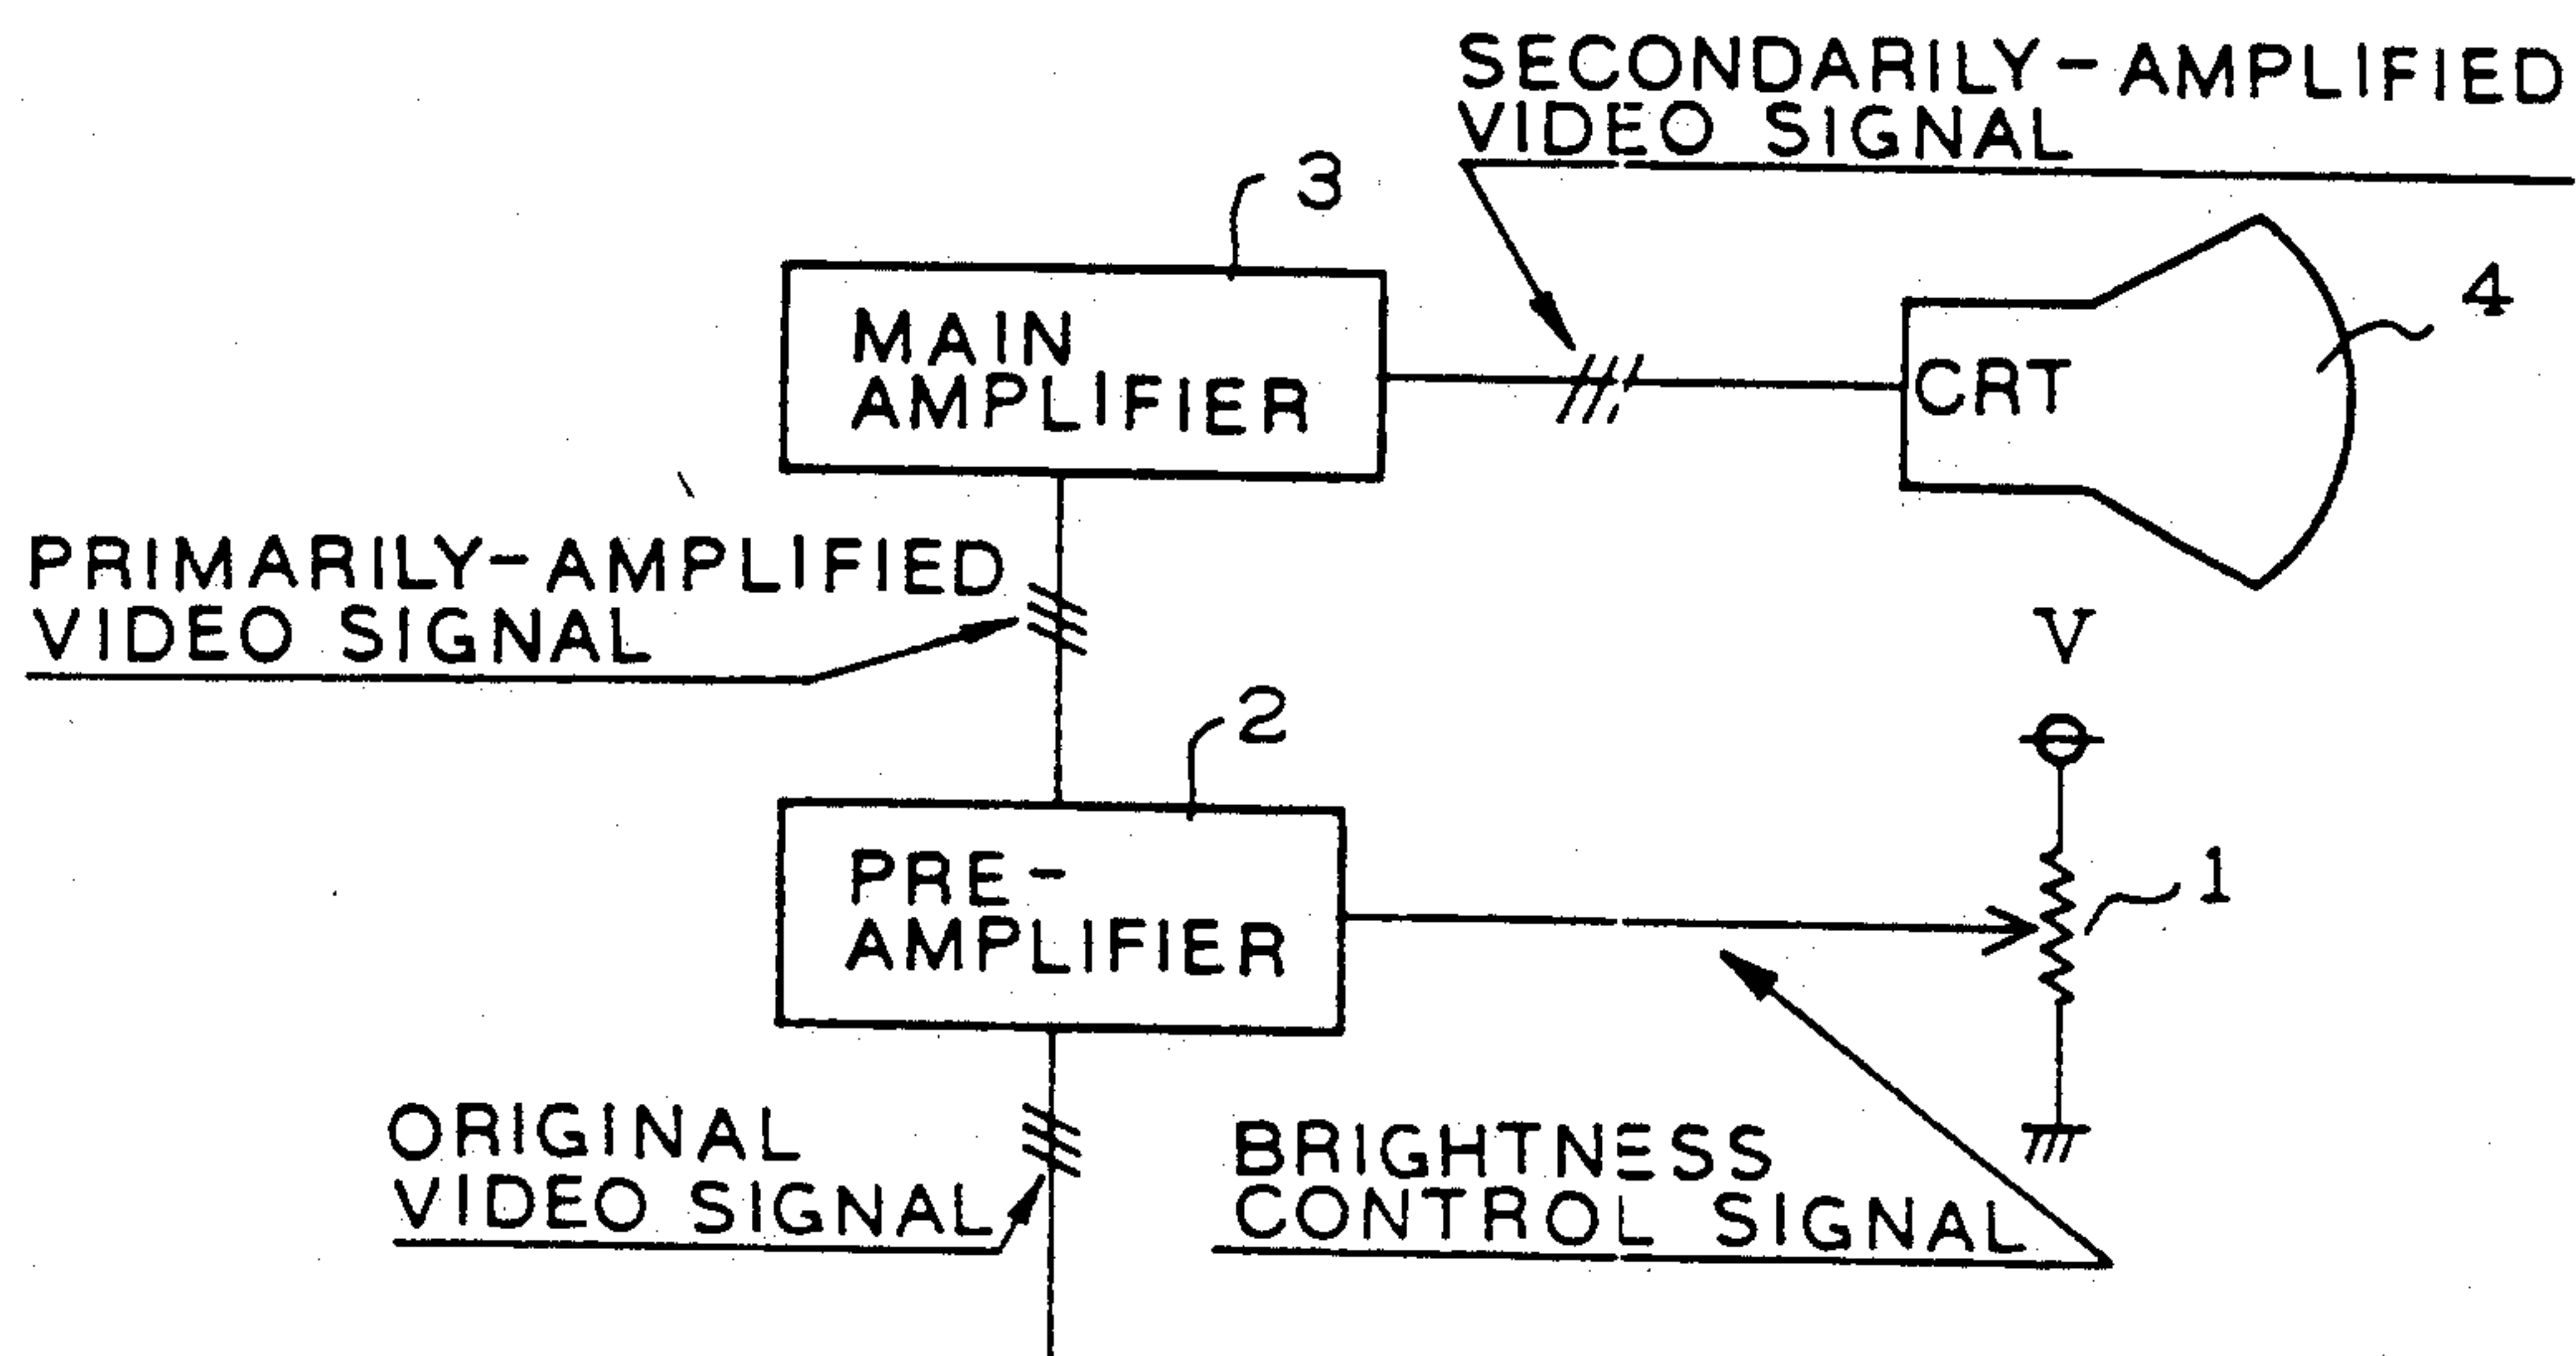 SECONDARILY-AMPLIFIED
VIDEO SIGNAL
3
MAIN
AMPLIFIER
CRT
4
PRIMARILY-AMPLIFIED
VIDEO SIGNAL
V
2
PRE-
AMPLIFIER
1
ORIGINAL
VIDEO SIGNAL
BRIGHTNESS
CONTROL SIGNAL